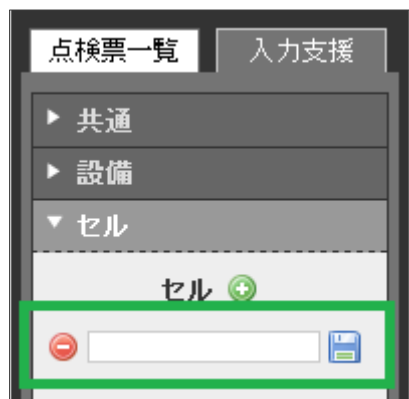 点検票一覧 入力支援
共通
設備
セル
セル